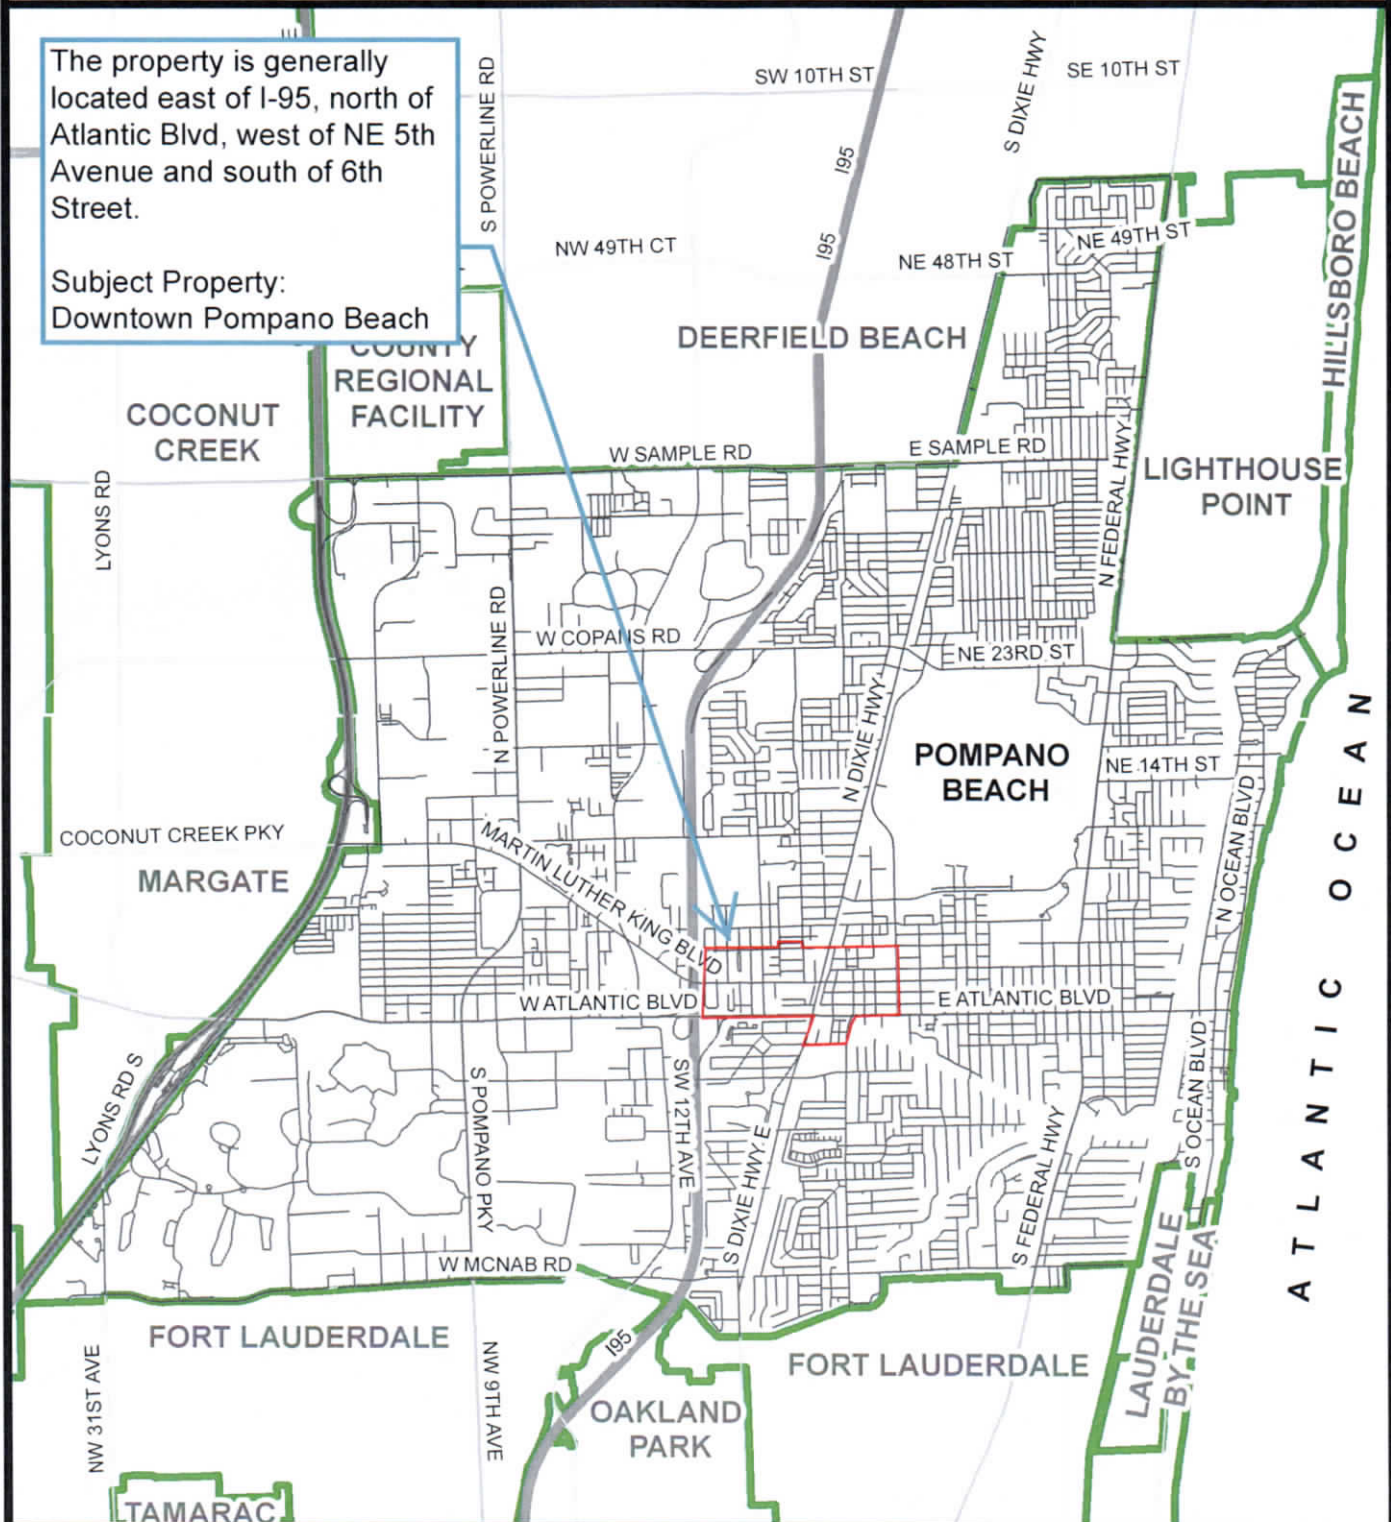 The property is generally
located east of I-95, north of
Atlantic Blvd, west of NE 5th
Avenue and south of 6th
Street.
Subject Property:
Downtown Pompano Beach
S POWERLINE RD
SW 10TH ST
S DIXIE HWY
SE 10TH ST
I95
I95
NW 49TH CT
NE 48TH ST
NE 49TH ST
HILLSBORO BEACH
DEERFIELD BEACH
COUNTY
REGIONAL
FACILITY
COCONUT
CREEK
W SAMPLE RD
E SAMPLE RD
N FEDERAL HWY
LIGHTHOUSE
POINT
LYONS RD
N POWERLINE RD
W COPANS RD
NE 23RD ST
N DIXIE HWY
POMPANO
BEACH
NE 14TH ST
N OCEAN BLVD
ATLANTIC OCEAN
COCONUT CREEK PKY
MARGATE
MARTIN LUTHER KING BLVD
W ATLANTIC BLVD
E ATLANTIC BLVD
LYONS RD S
S POMPANO PKY
SW 12TH AVE
S DIXIE HWY E
S FEDERAL HWY
S OCEAN BLVD
W MCNAB RD
LAUDERDALE
BY THE SEA
FORT LAUDERDALE
I95
FORT LAUDERDALE
NW 31ST AVE
NW 9TH AVE
OAKLAND
PARK
TAMARAC